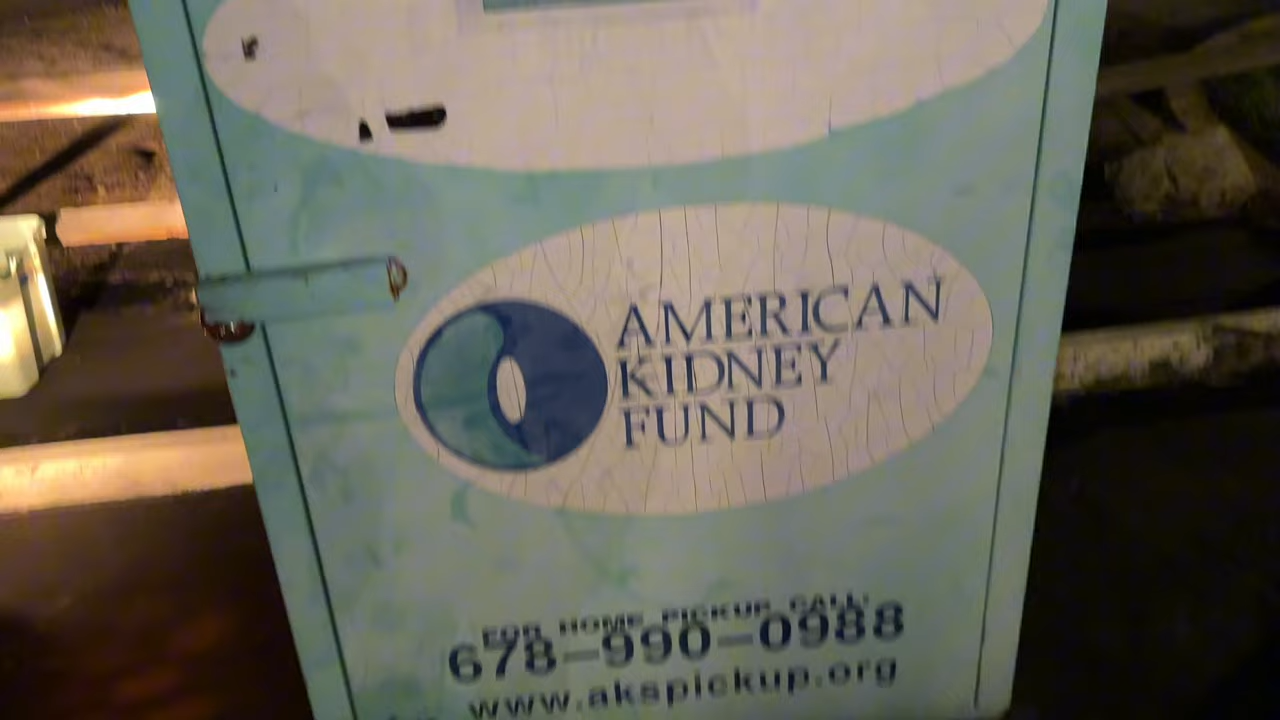 AMERICAN
KIDNEY
FUND
FOR HOME PICKUP CALL:
678-990-0988
www.akspickup.org